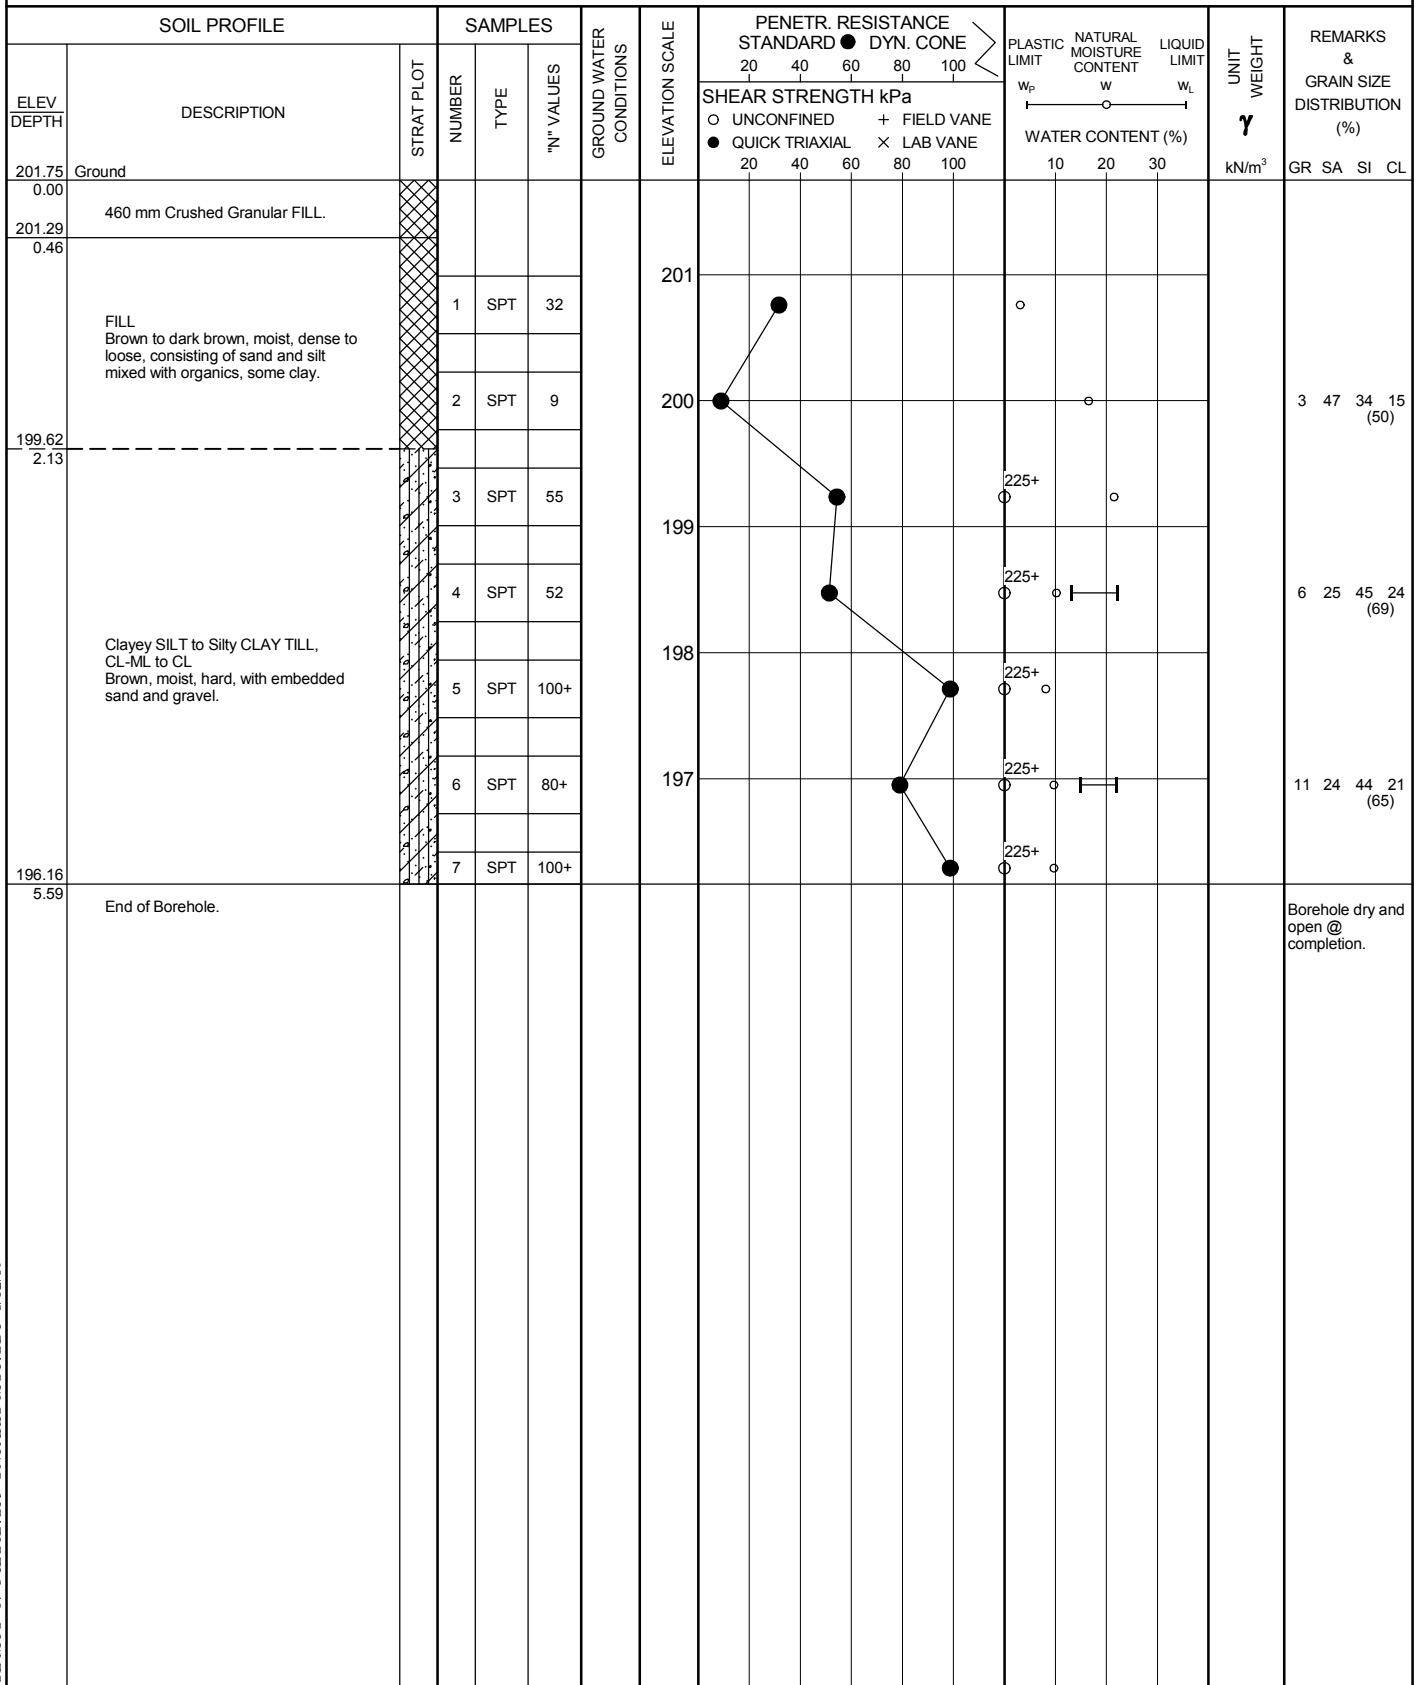 SOIL PROFILE
SAMPLES
GROUND WATER CONDITIONS
ELEVATION SCALE
PENETR. RESISTANCE
STANDARD ● DYN. CONE
20 40 60 80 100
SHEAR STRENGTH kPa
○ UNCONFINED + FIELD VANE
● QUICK TRIAXIAL × LAB VANE
20 40 60 80 100
PLASTIC LIMIT
NATURAL MOISTURE CONTENT
LIQUID LIMIT
wP w wL
WATER CONTENT (%)
10 20 30
UNIT WEIGHT
γ
kN/m³
REMARKS
&
GRAIN SIZE
DISTRIBUTION
(%)
GR SA SI CL
ELEV
DEPTH
DESCRIPTION
STRAT PLOT
NUMBER
TYPE
"N" VALUES
201.75 Ground
0.00
460 mm Crushed Granular FILL.
201.29
0.46
201
1 SPT 32
FILL
Brown to dark brown, moist, dense to
loose, consisting of sand and silt
mixed with organics, some clay.
2 SPT 9
200
3 47 34 15
(50)
199.62
2.13
3 SPT 55
225+
199
4 SPT 52
225+
6 25 45 24
(69)
Clayey SILT to Silty CLAY TILL,
CL-ML to CL
Brown, moist, hard, with embedded
sand and gravel.
198
5 SPT 100+
225+
197
6 SPT 80+
225+
11 24 44 21
(65)
7 SPT 100+
225+
196.16
5.59
End of Borehole.
Borehole dry and
open @
completion.